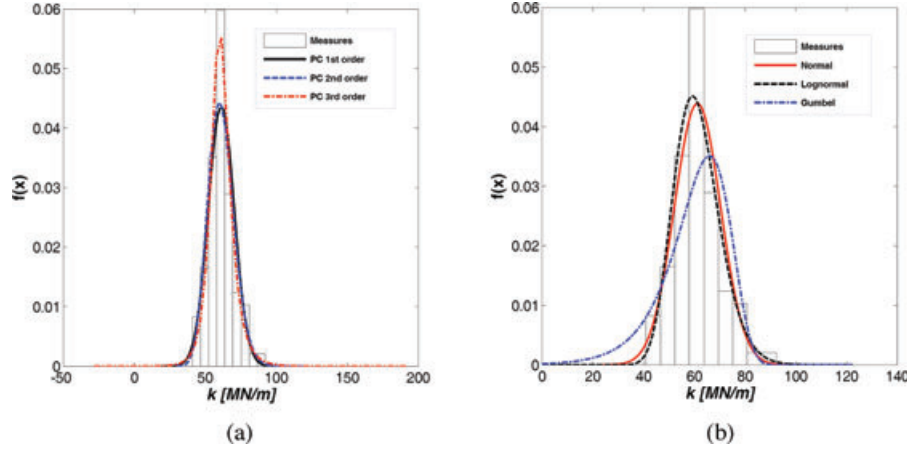 0.06
0.05
0.04
0.03
0.02
0.01
0
f(x)
-50 0 50 100 150 200
k [MN/m]
Measures
PC 1st order
PC 2nd order
PC 3rd order
(a)
0.06
0.05
0.04
0.03
0.02
0.01
0
f(x)
0 20 40 60 80 100 120 140
k [MN/m]
Measures
Normal
Lognormal
Gumbel
(b)